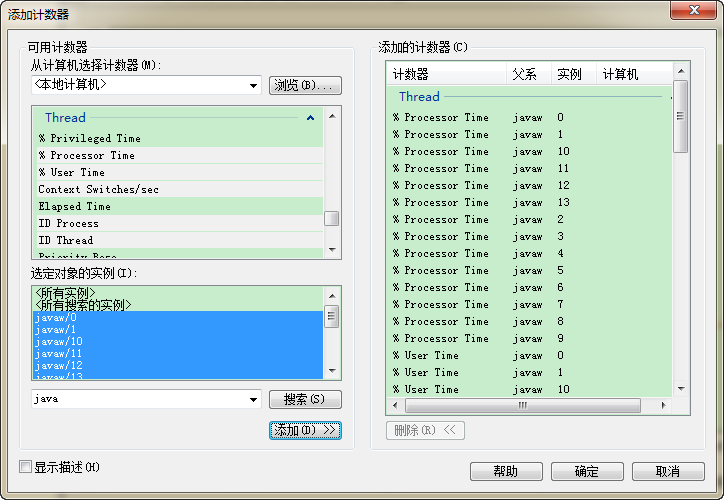 添加计数器
可用计数器
从计算机选择计数器(M):
<本地计算机>
浏览(B)...
Thread
% Privileged Time
% Processor Time
% User Time
Context Switches/sec
Elapsed Time
ID Process
ID Thread
Priority Base
选定对象的实例(I):
<所有实例>
<所有搜索的实例>
javaw/0
javaw/1
javaw/10
javaw/11
javaw/12
javaw/13
java
搜索(S)
添加(D) >>
显示描述(H)
添加的计数器(C)
计数器 父系 实例 计算机
Thread
% Processor Time javaw 0
% Processor Time javaw 1
% Processor Time javaw 10
% Processor Time javaw 11
% Processor Time javaw 12
% Processor Time javaw 13
% Processor Time javaw 2
% Processor Time javaw 3
% Processor Time javaw 4
% Processor Time javaw 5
% Processor Time javaw 6
% Processor Time javaw 7
% Processor Time javaw 8
% Processor Time javaw 9
% User Time javaw 0
% User Time javaw 1
% User Time javaw 10
删除(R) <<
帮助 确定 取消